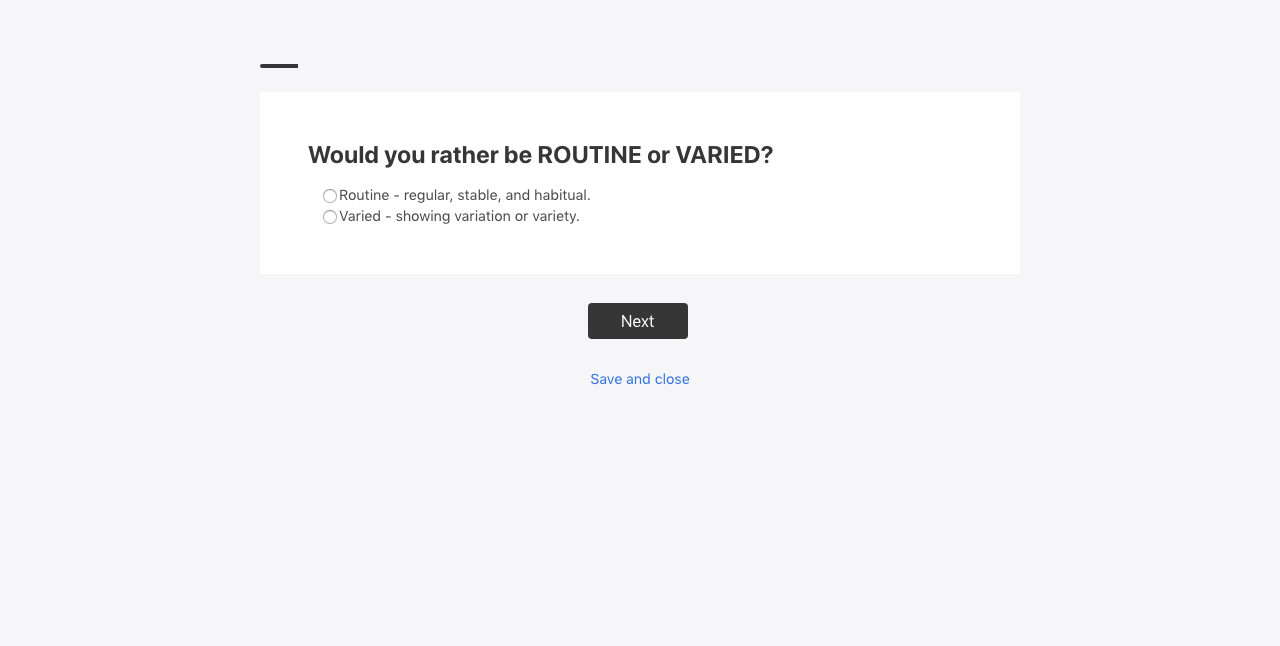 Would you rather be ROUTINE or VARIED?
Routine - regular, stable, and habitual.
Varied - showing variation or variety.
Next
Save and close